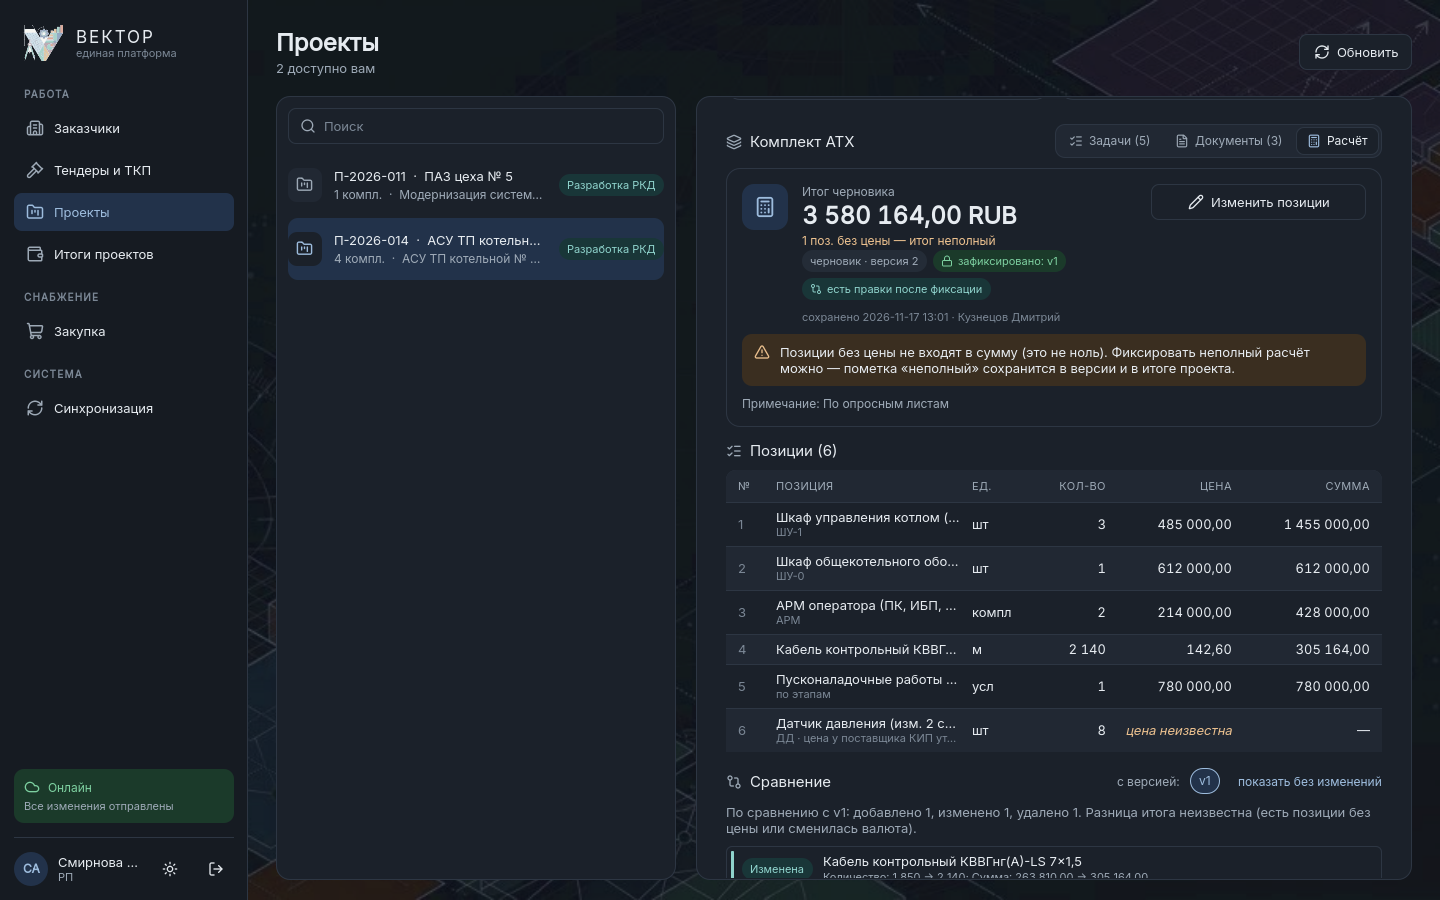 ВЕКТОР
единая платформа
РАБОТА
Заказчики
Тендеры и ТКП
Проекты
Итоги проектов
СНАБЖЕНИЕ
Закупка
СИСТЕМА
Синхронизация
Онлайн
Все изменения отправлены
СА
Смирнова ...
РП
Проекты
2 доступно вам
Обновить
Поиск
П-2026-011 · ПАЗ цеха № 5
1 компл. · Модернизация систем...
Разработка РКД
П-2026-014 · АСУ ТП котельн...
4 компл. · АСУ ТП котельной № ...
Разработка РКД
Комплект АТХ
Задачи (5)
Документы (3)
Расчёт
Итог черновика
3 580 164,00 RUB
1 поз. без цены — итог неполный
черновик · версия 2
зафиксировано: v1
есть правки после фиксации
сохранено 2026-11-17 13:01 · Кузнецов Дмитрий
Изменить позиции
Позиции без цены не входят в сумму (это не ноль). Фиксировать неполный расчёт
можно — пометка «неполный» сохранится в версии и в итоге проекта.
Примечание: По опросным листам
Позиции (6)
№ ПОЗИЦИЯ ЕД. КОЛ-ВО ЦЕНА СУММА
1 Шкаф управления котлом (... шт 3 485 000,00 1 455 000,00
ШУ-1
2 Шкаф общекотельного обо... шт 1 612 000,00 612 000,00
ШУ-0
3 АРМ оператора (ПК, ИБП, ... компл 2 214 000,00 428 000,00
АРМ
4 Кабель контрольный КВВГ... м 2 140 142,60 305 164,00
5 Пусконаладочные работы ... усл 1 780 000,00 780 000,00
по этапам
6 Датчик давления (изм. 2 с... шт 8 цена неизвестна —
ДД · цена у поставщика КИП ут...
Сравнение
с версией: v1 показать без изменений
По сравнению с v1: добавлено 1, изменено 1, удалено 1. Разница итога неизвестна (есть позиции без
цены или сменилась валюта).
Изменена
Кабель контрольный КВВГнг(А)-LS 7×1,5
Количество: 1 850 → 2 140; Сумма: 263 810,00 → 305 164,00